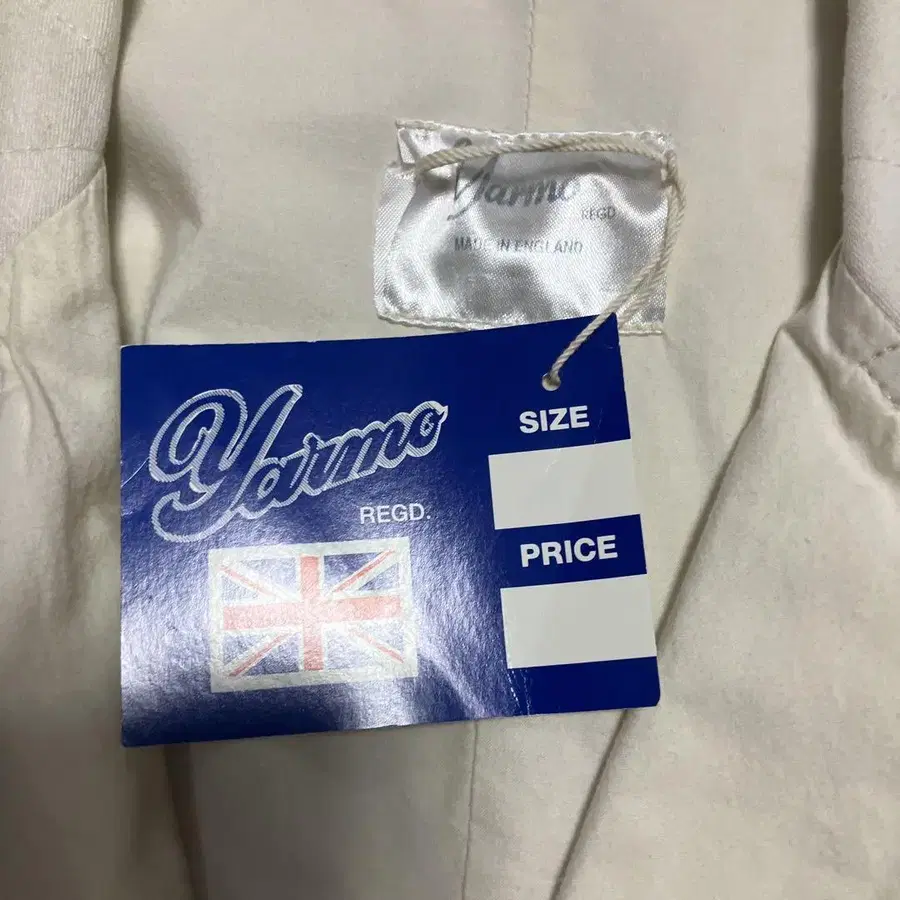 Yarmo
REGD
MADE IN ENGLAND
Yarmo
REGD.
SIZE
PRICE